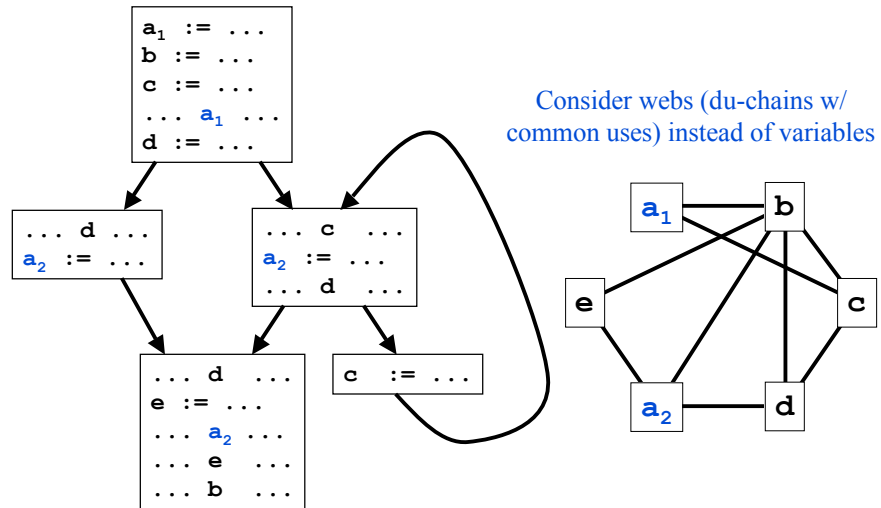 a₁ := ...
b := ...
c := ...
... a₁ ...
d := ...
... d ...
a₂ := ...
... c ...
a₂ := ...
... d ...
... d ...
e := ...
... a₂ ...
... e ...
... b ...
c := ...
Consider webs (du-chains w/
common uses) instead of variables
a₁
b
e
c
a₂
d